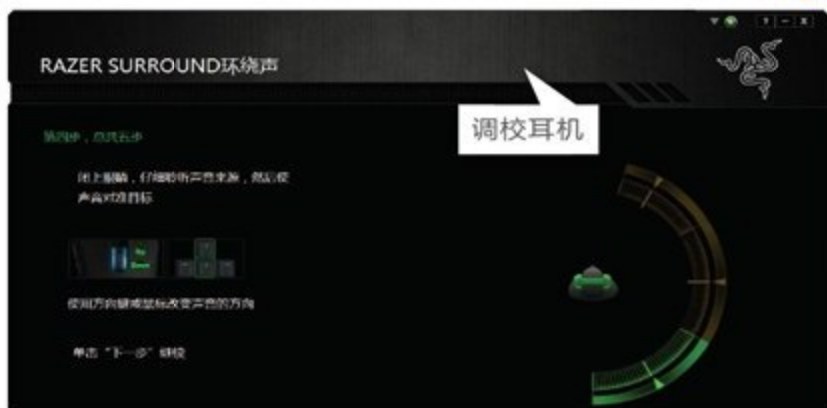 ? - X
RAZER SURROUND环绕声
调校耳机
第四步，总共五步
闭上眼睛，仔细聆听声音来源，然后使
声音对准目标
使用方向键或鼠标改变声音的方向
单击“下一步”继续